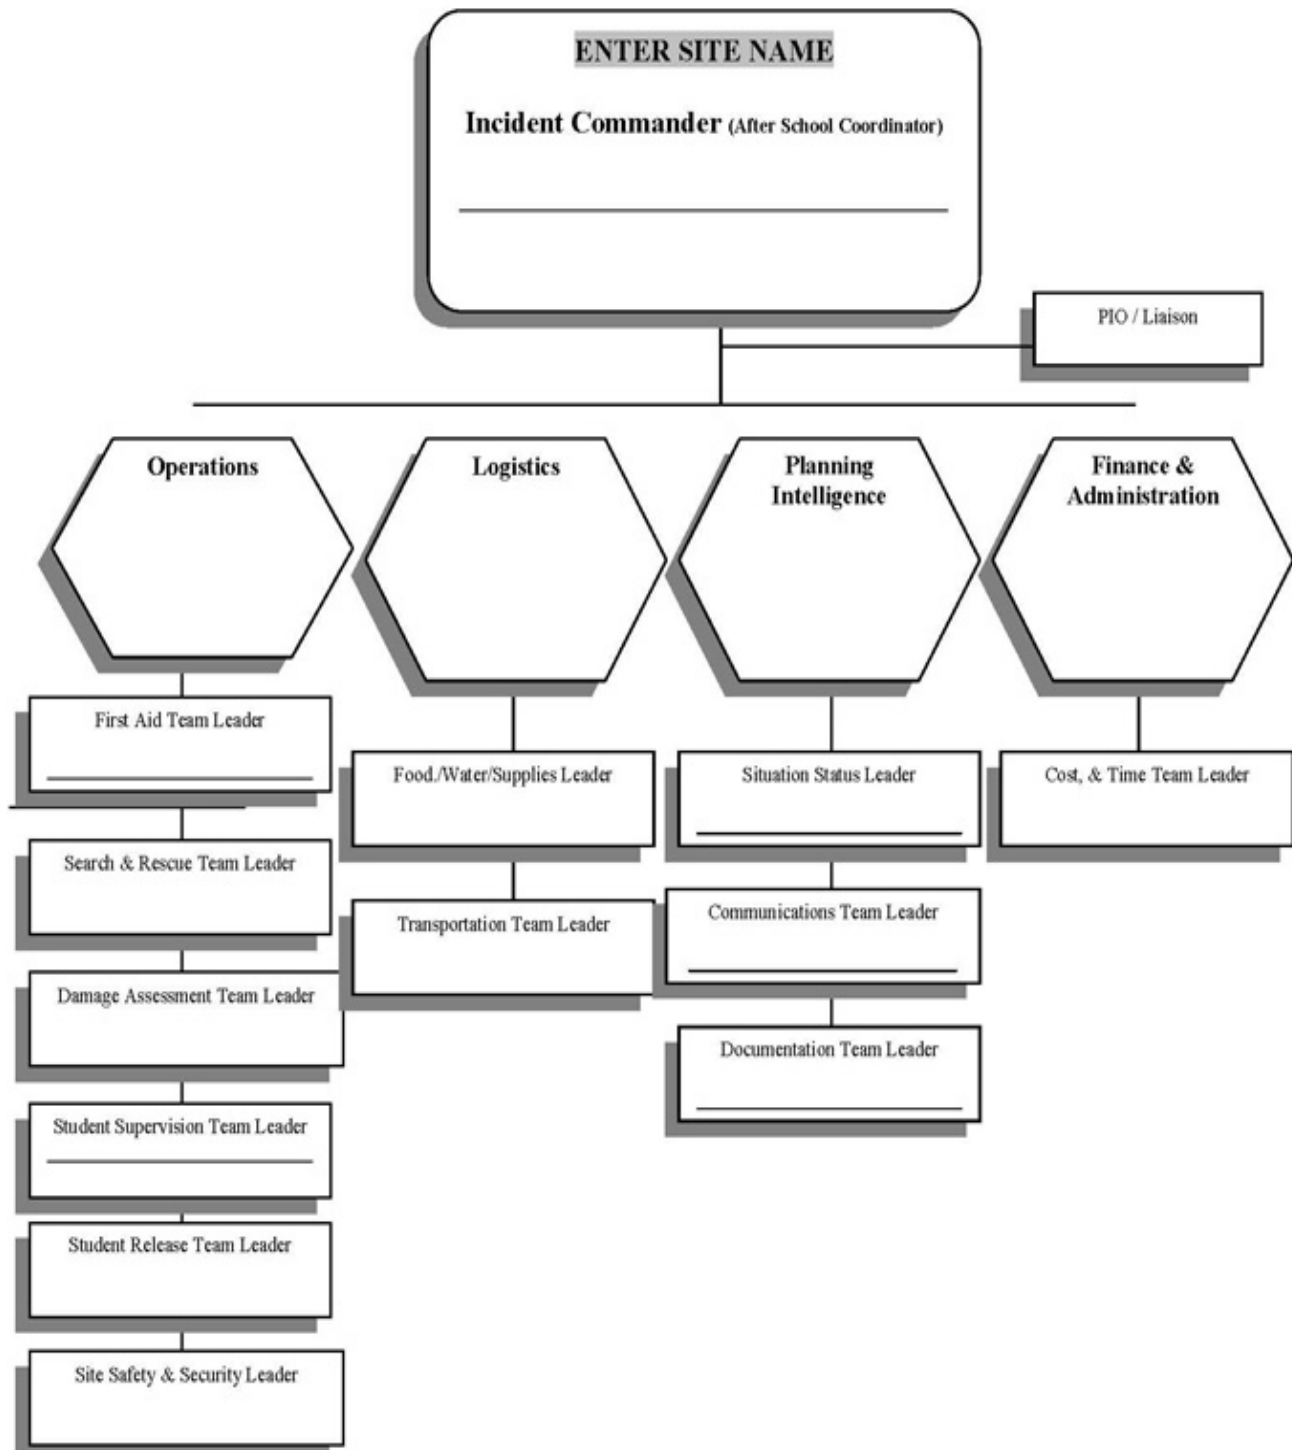 ENTER SITE NAME
Incident Commander (After School Coordinator)
PIO / Liaison
Operations
Logistics
Planning
Intelligence
Finance &
Administration
First Aid Team Leader
Search & Rescue Team Leader
Damage Assessment Team Leader
Student Supervision Team Leader
Student Release Team Leader
Site Safety & Security Leader
Food./Water/Supplies Leader
Transportation Team Leader
Situation Status Leader
Communications Team Leader
Documentation Team Leader
Cost, & Time Team Leader